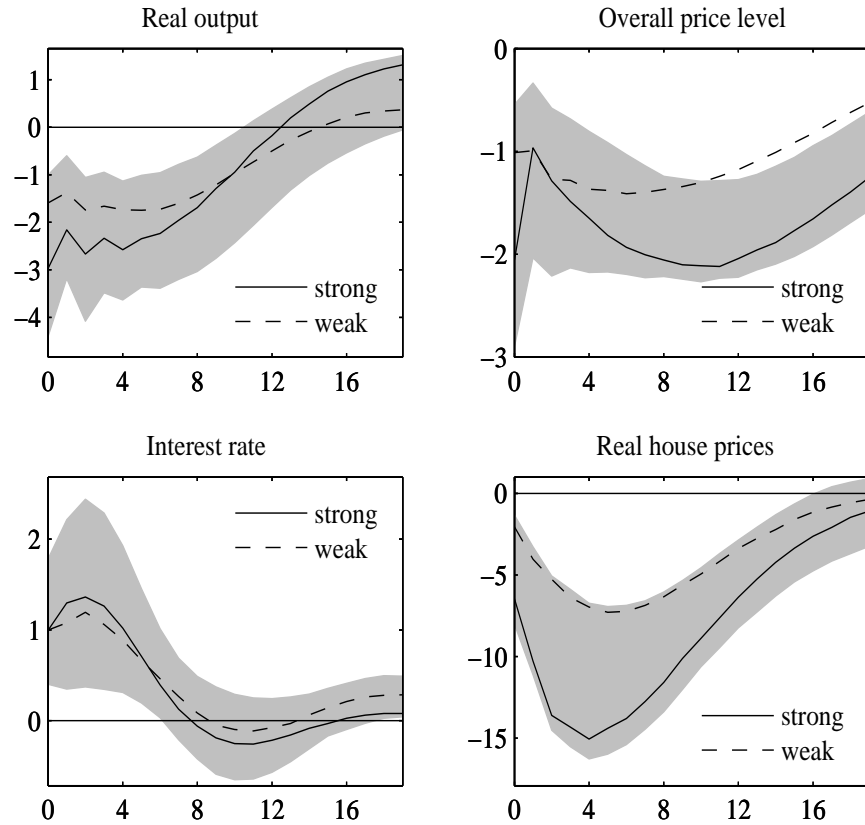 Real output
1
0
−1
−2
−3
−4
strong
weak
0 4 8 12 16
Overall price level
0
−1
−2
−3
strong
weak
0 4 8 12 16
Interest rate
2
1
0
strong
weak
0 4 8 12 16
Real house prices
0
−5
−10
−15
strong
weak
0 4 8 12 16